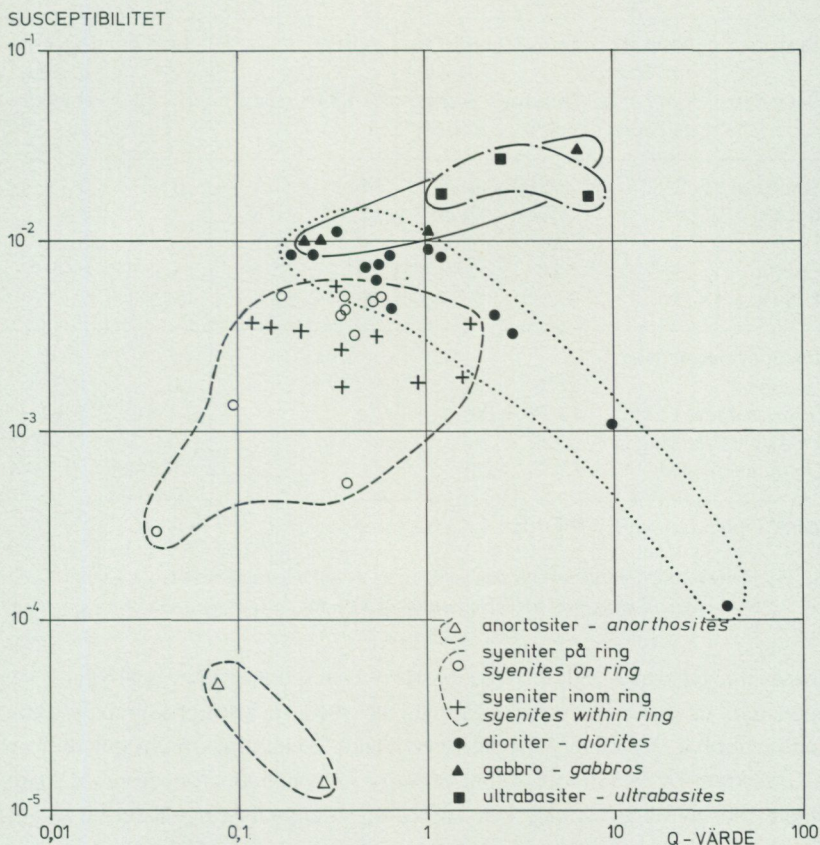 SUSCEPTIBILITET
10⁻¹
10⁻²
10⁻³
10⁻⁴
10⁻⁵
anortositer - anorthosites
syeniter på ring
syenites on ring
syeniter inom ring
syenites within ring
dioriter - diorites
gabbro - gabbros
ultrabasiter - ultrabasites
0,01 0,1 1 10 100
Q-VÄRDE